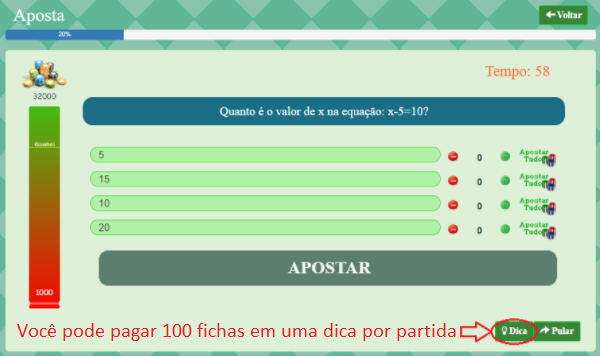 Aposta
Voltar
20%
Tempo: 58
32000
Quanto é o valor de x na equação: x-5=10?
Ganhei
5
0
Apostar
Tudo
15
0
Apostar
Tudo
10
0
Apostar
Tudo
20
0
Apostar
Tudo
1000
APOSTAR
Você pode pagar 100 fichas em uma dica por partida
Dica
Pular